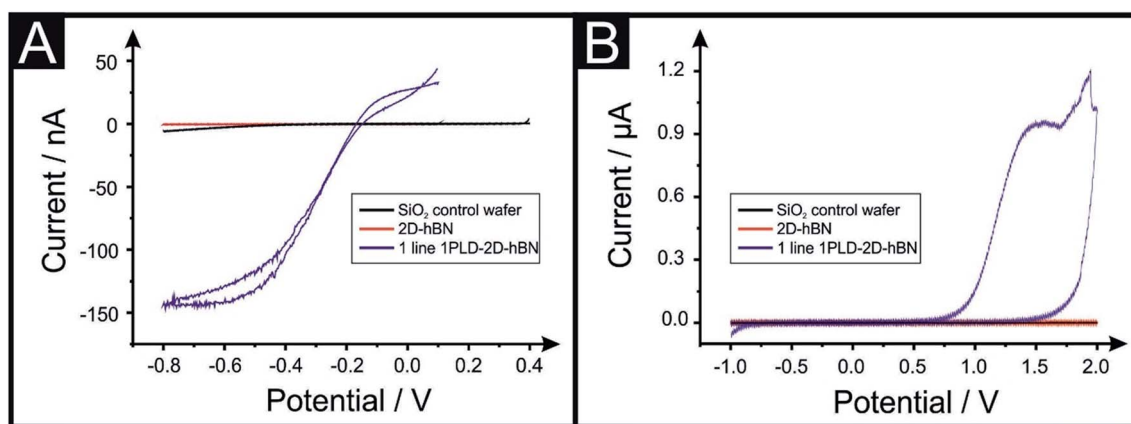 A
50
0
-50
-100
-150
Current / nA
SiO₂ control wafer
2D-hBN
1 line 1PLD-2D-hBN
-0.8 -0.6 -0.4 -0.2 0.0 0.2 0.4
Potential / V
B
1.2
0.9
0.6
0.3
0.0
Current / µA
SiO₂ control wafer
2D-hBN
1 line 1PLD-2D-hBN
-1.0 -0.5 0.0 0.5 1.0 1.5 2.0
Potential / V